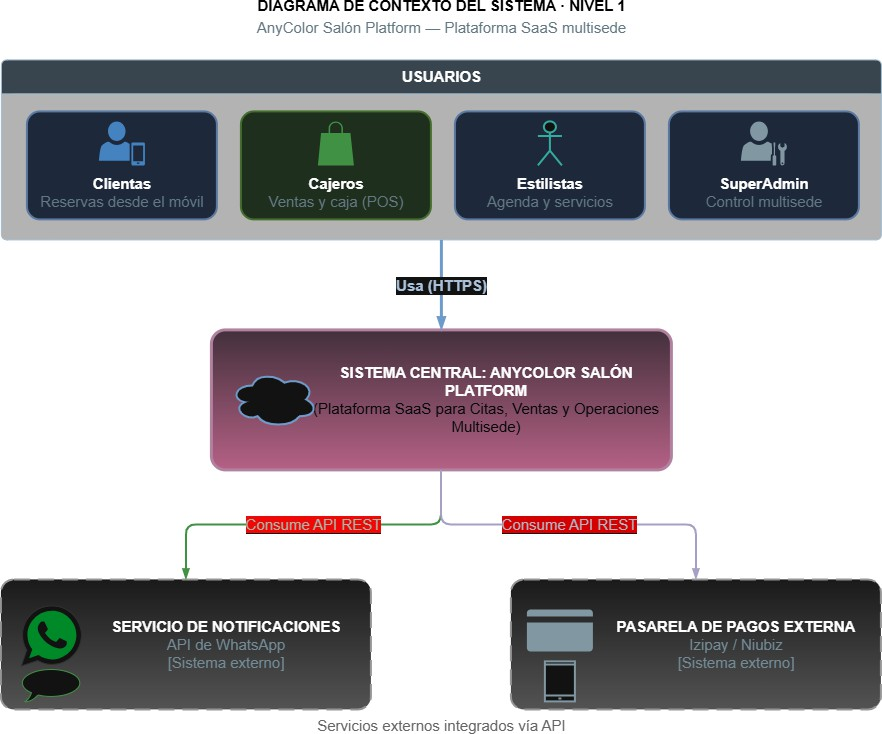 DIAGRAMA DE CONTEXTO DEL SISTEMA · NIVEL 1
AnyColor Salón Platform — Plataforma SaaS multisede
USUARIOS
Clientas
Reservas desde el móvil
Cajeros
Ventas y caja (POS)
Estilistas
Agenda y servicios
SuperAdmin
Control multisede
Usa (HTTPS)
SISTEMA CENTRAL: ANYCOLOR SALÓN
PLATFORM
(Plataforma SaaS para Citas, Ventas y Operaciones
Multisede)
Consume API REST
Consume API REST
SERVICIO DE NOTIFICACIONES
API de WhatsApp
[Sistema externo]
PASARELA DE PAGOS EXTERNA
Izipay / Niubiz
[Sistema externo]
Servicios externos integrados vía API